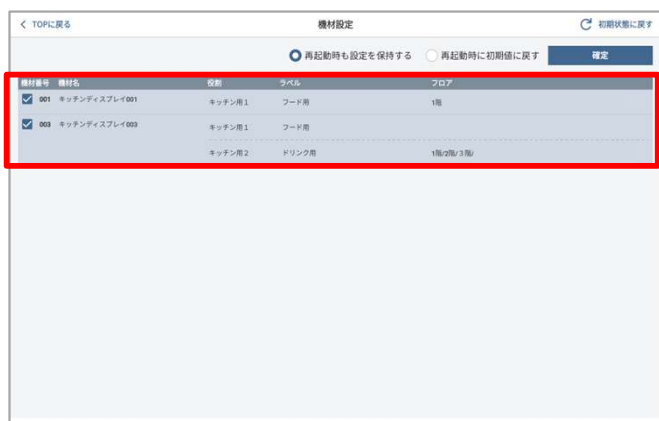 < TOPに戻る 機材設定 初期状態に戻す
再起動時も設定を保持する 再起動時に初期値に戻す 確定
機材番号 機材名 役割 ラベル フロア
001 キッチンディスプレイ001 キッチン用1 フード用 1階
003 キッチンディスプレイ003 キッチン用1 フード用
キッチン用2 ドリンク用 1階/2階/3階/